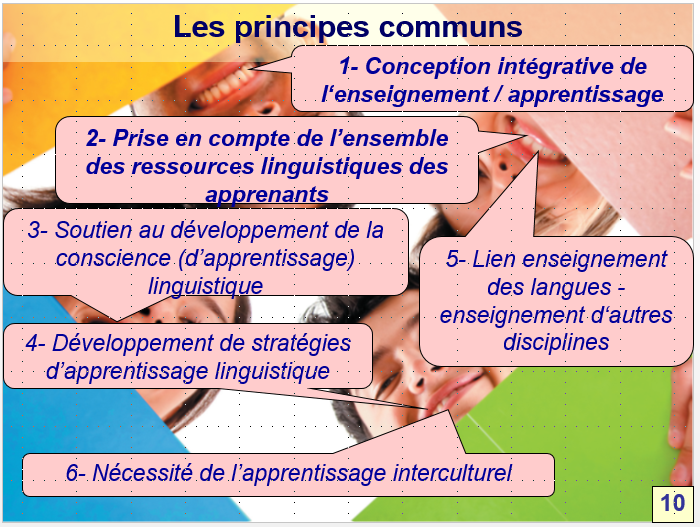 Les principes communs
1- Conception intégrative de
l‘enseignement / apprentissage
2- Prise en compte de l’ensemble
des ressources linguistiques des
apprenants
3- Soutien au développement de la
conscience (d’apprentissage)
linguistique
5- Lien enseignement
des langues -
enseignement d‘autres
disciplines
4- Développement de stratégies
d’apprentissage linguistique
6- Nécessité de l’apprentissage interculturel
10